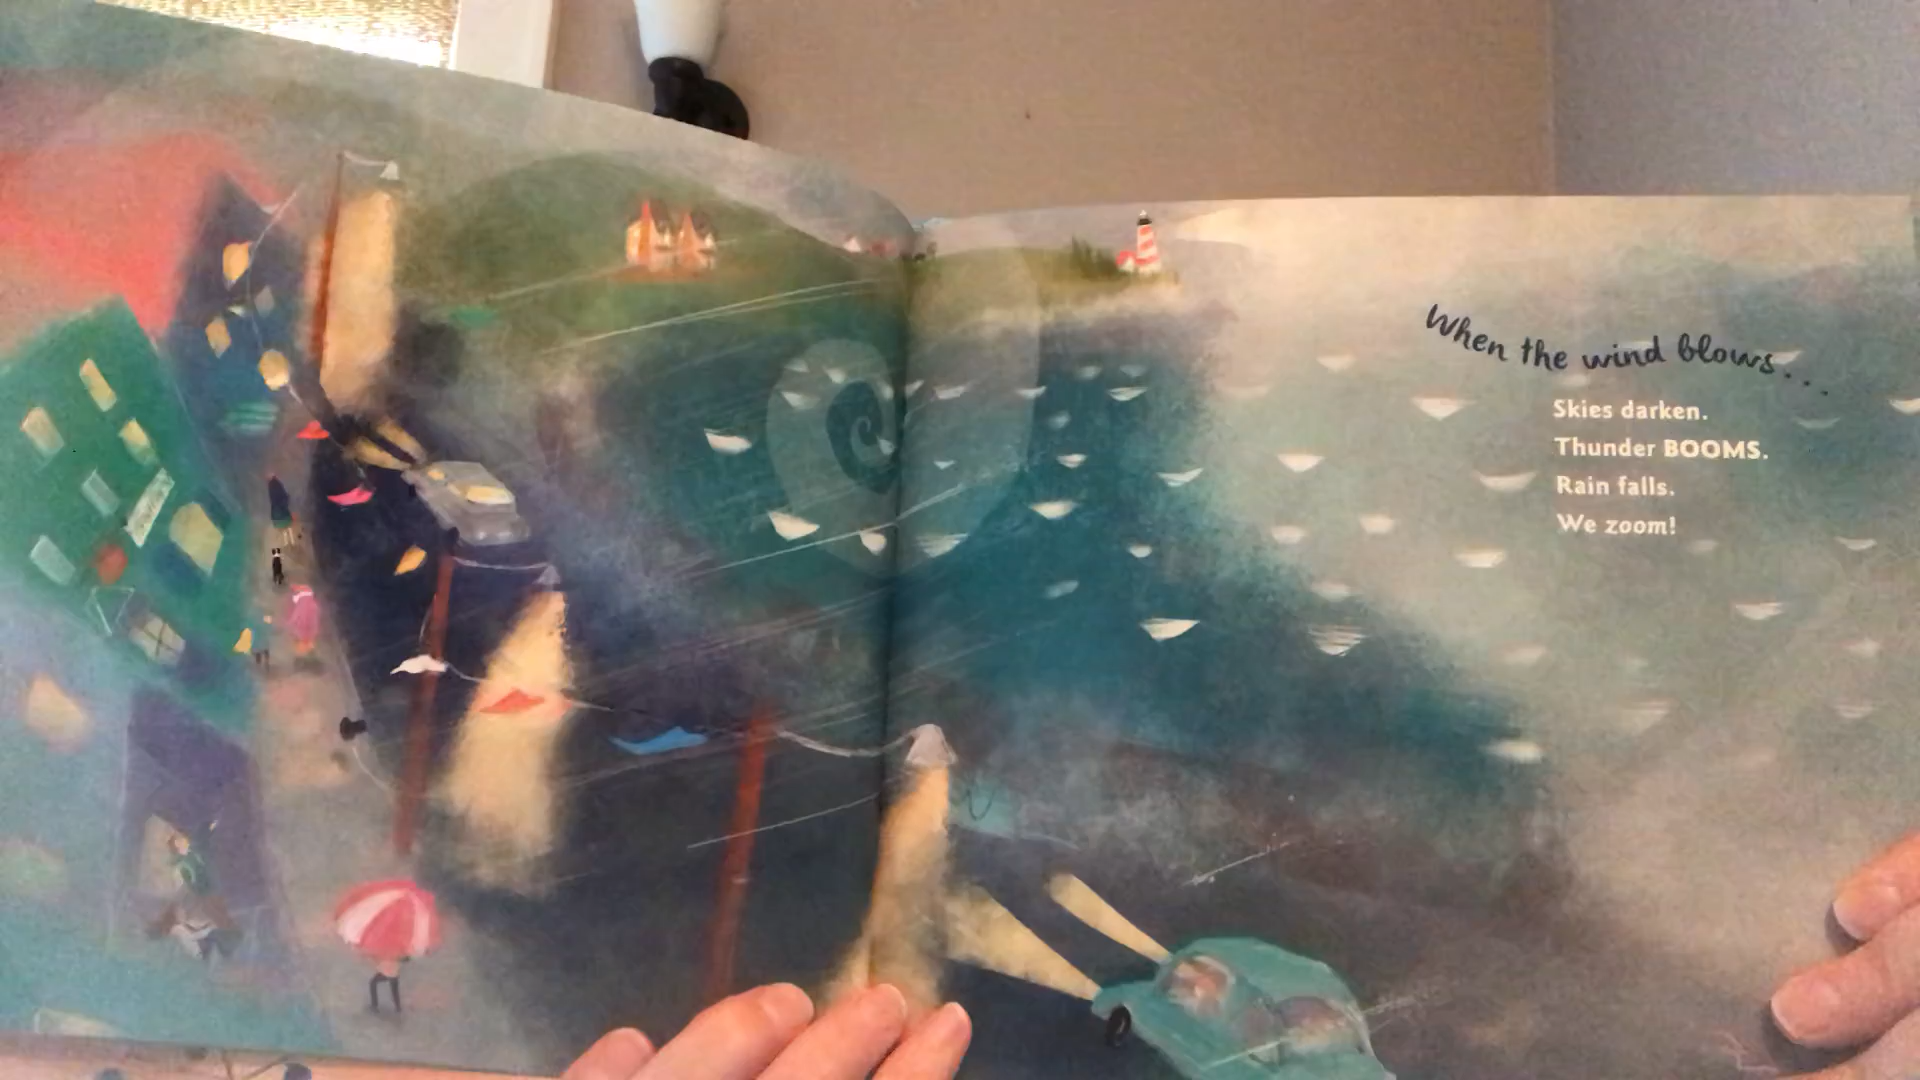 When the wind blows...
Skies darken.
Thunder BOOMS.
Rain falls.
We zoom!